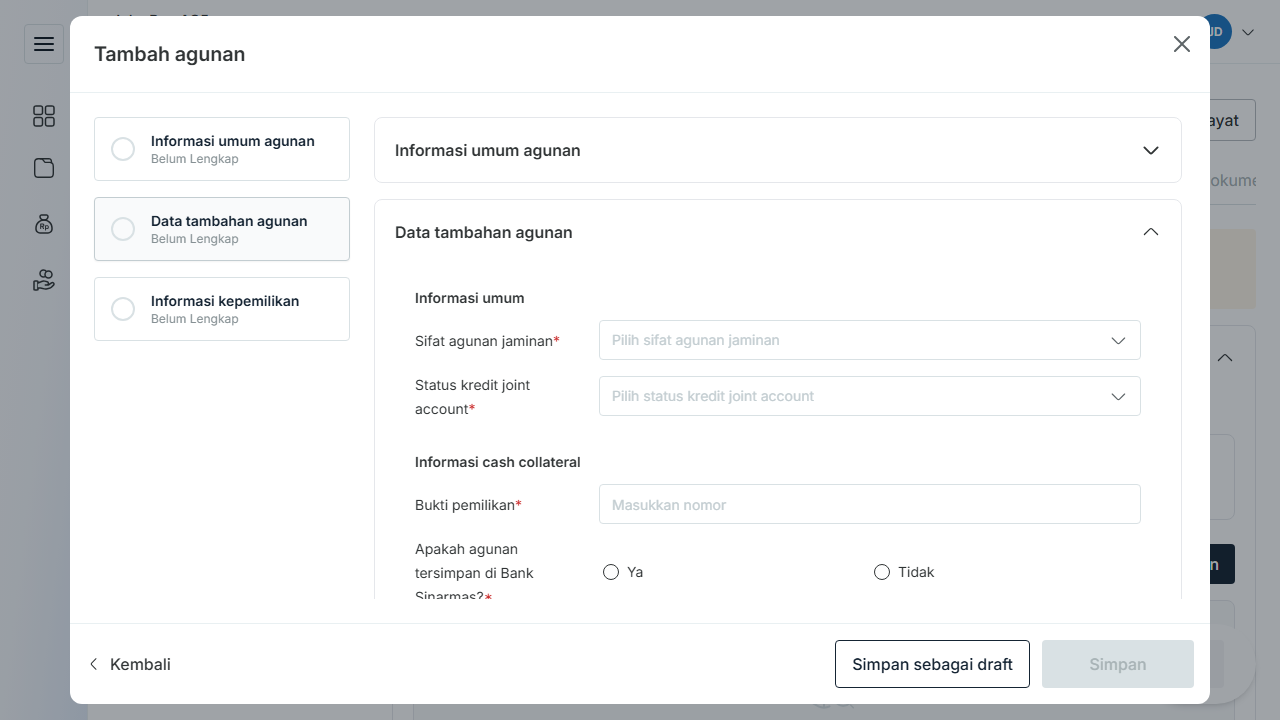 Tambah agunan
JD
ayat
okume
Informasi umum agunan
Belum Lengkap
Data tambahan agunan
Belum Lengkap
Informasi kepemilikan
Belum Lengkap
Informasi umum agunan
Data tambahan agunan
Informasi umum
Sifat agunan jaminan*
Pilih sifat agunan jaminan
Status kredit joint
account*
Pilih status kredit joint account
Informasi cash collateral
Bukti pemilikan*
Masukkan nomor
Apakah agunan
tersimpan di Bank
Sinarmas?*
Ya
Tidak
Rp
n
Kembali
Simpan sebagai draft
Simpan